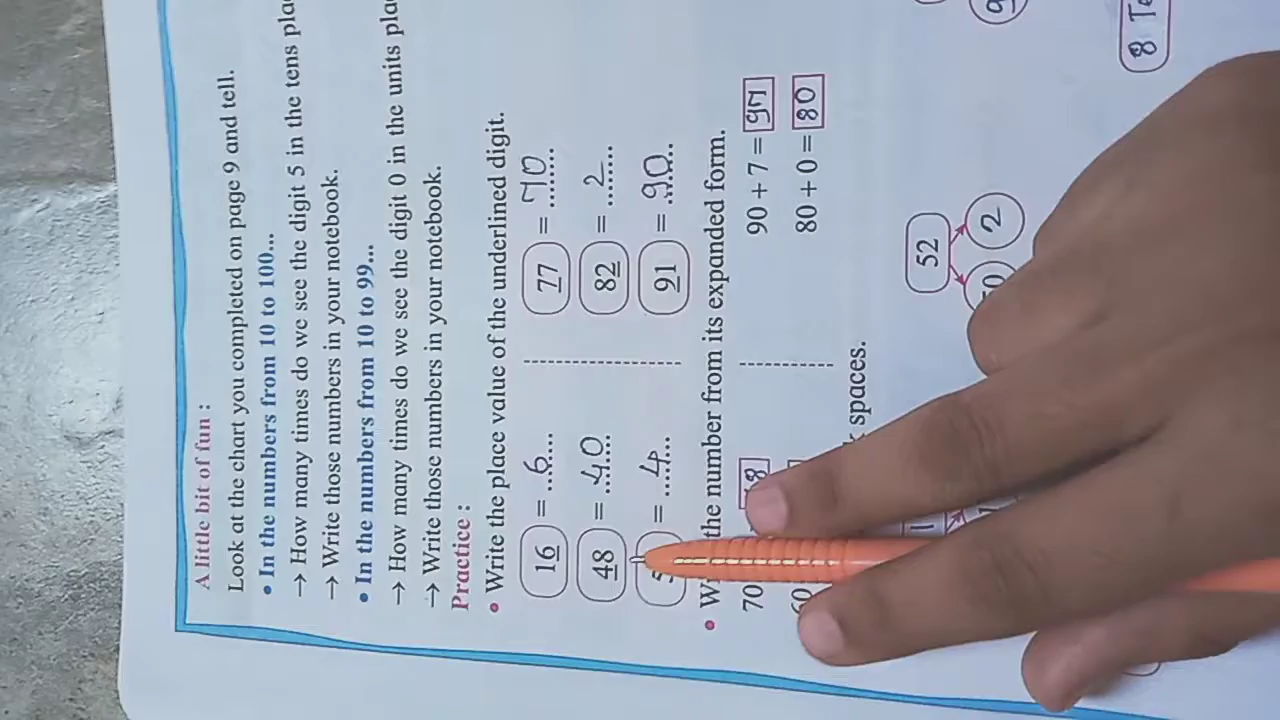 A little bit of fun :
Look at the chart you completed on page 9 and tell.
• In the numbers from 10 to 100...
→ How many times do we see the digit 5 in the tens
→ Write those numbers in your notebook.
• In the numbers from 10 to 99...
→ How many times do we see the digit 0 in the units
→ Write those numbers in your notebook.
Practice :
• Write the place value of the underlined digit.
16 = 6 77 = 70
48 = 40 82 = 2
= 4 91 = 90
• the number from its expanded form.
70 90 + 7 = 97
80 + 0 = 80
spaces.
52
2
8